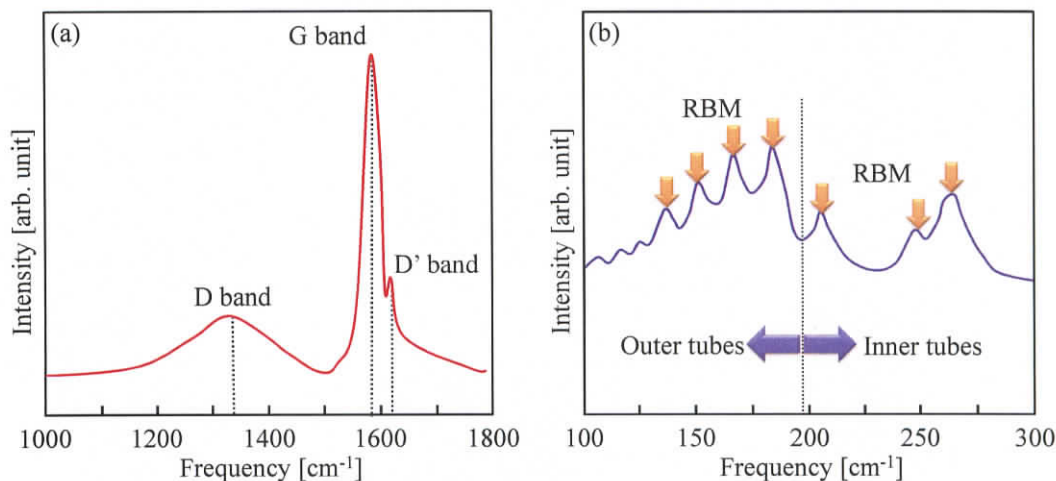 (a)
G band
D' band
D band
Intensity [arb. unit]
1000 1200 1400 1600 1800
Frequency [cm⁻¹]
(b)
RBM
RBM
Outer tubes
Inner tubes
Intensity [arb. unit]
100 150 200 250 300
Frequency [cm⁻¹]